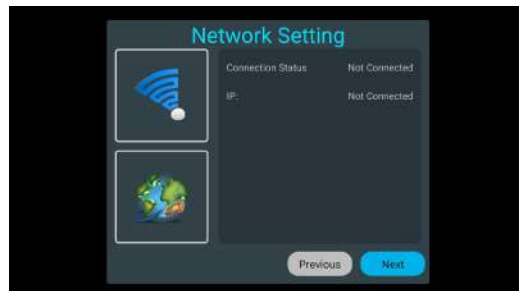 Network Setting
Connection Status Not Connected
IP: Not Connected
Previous Next